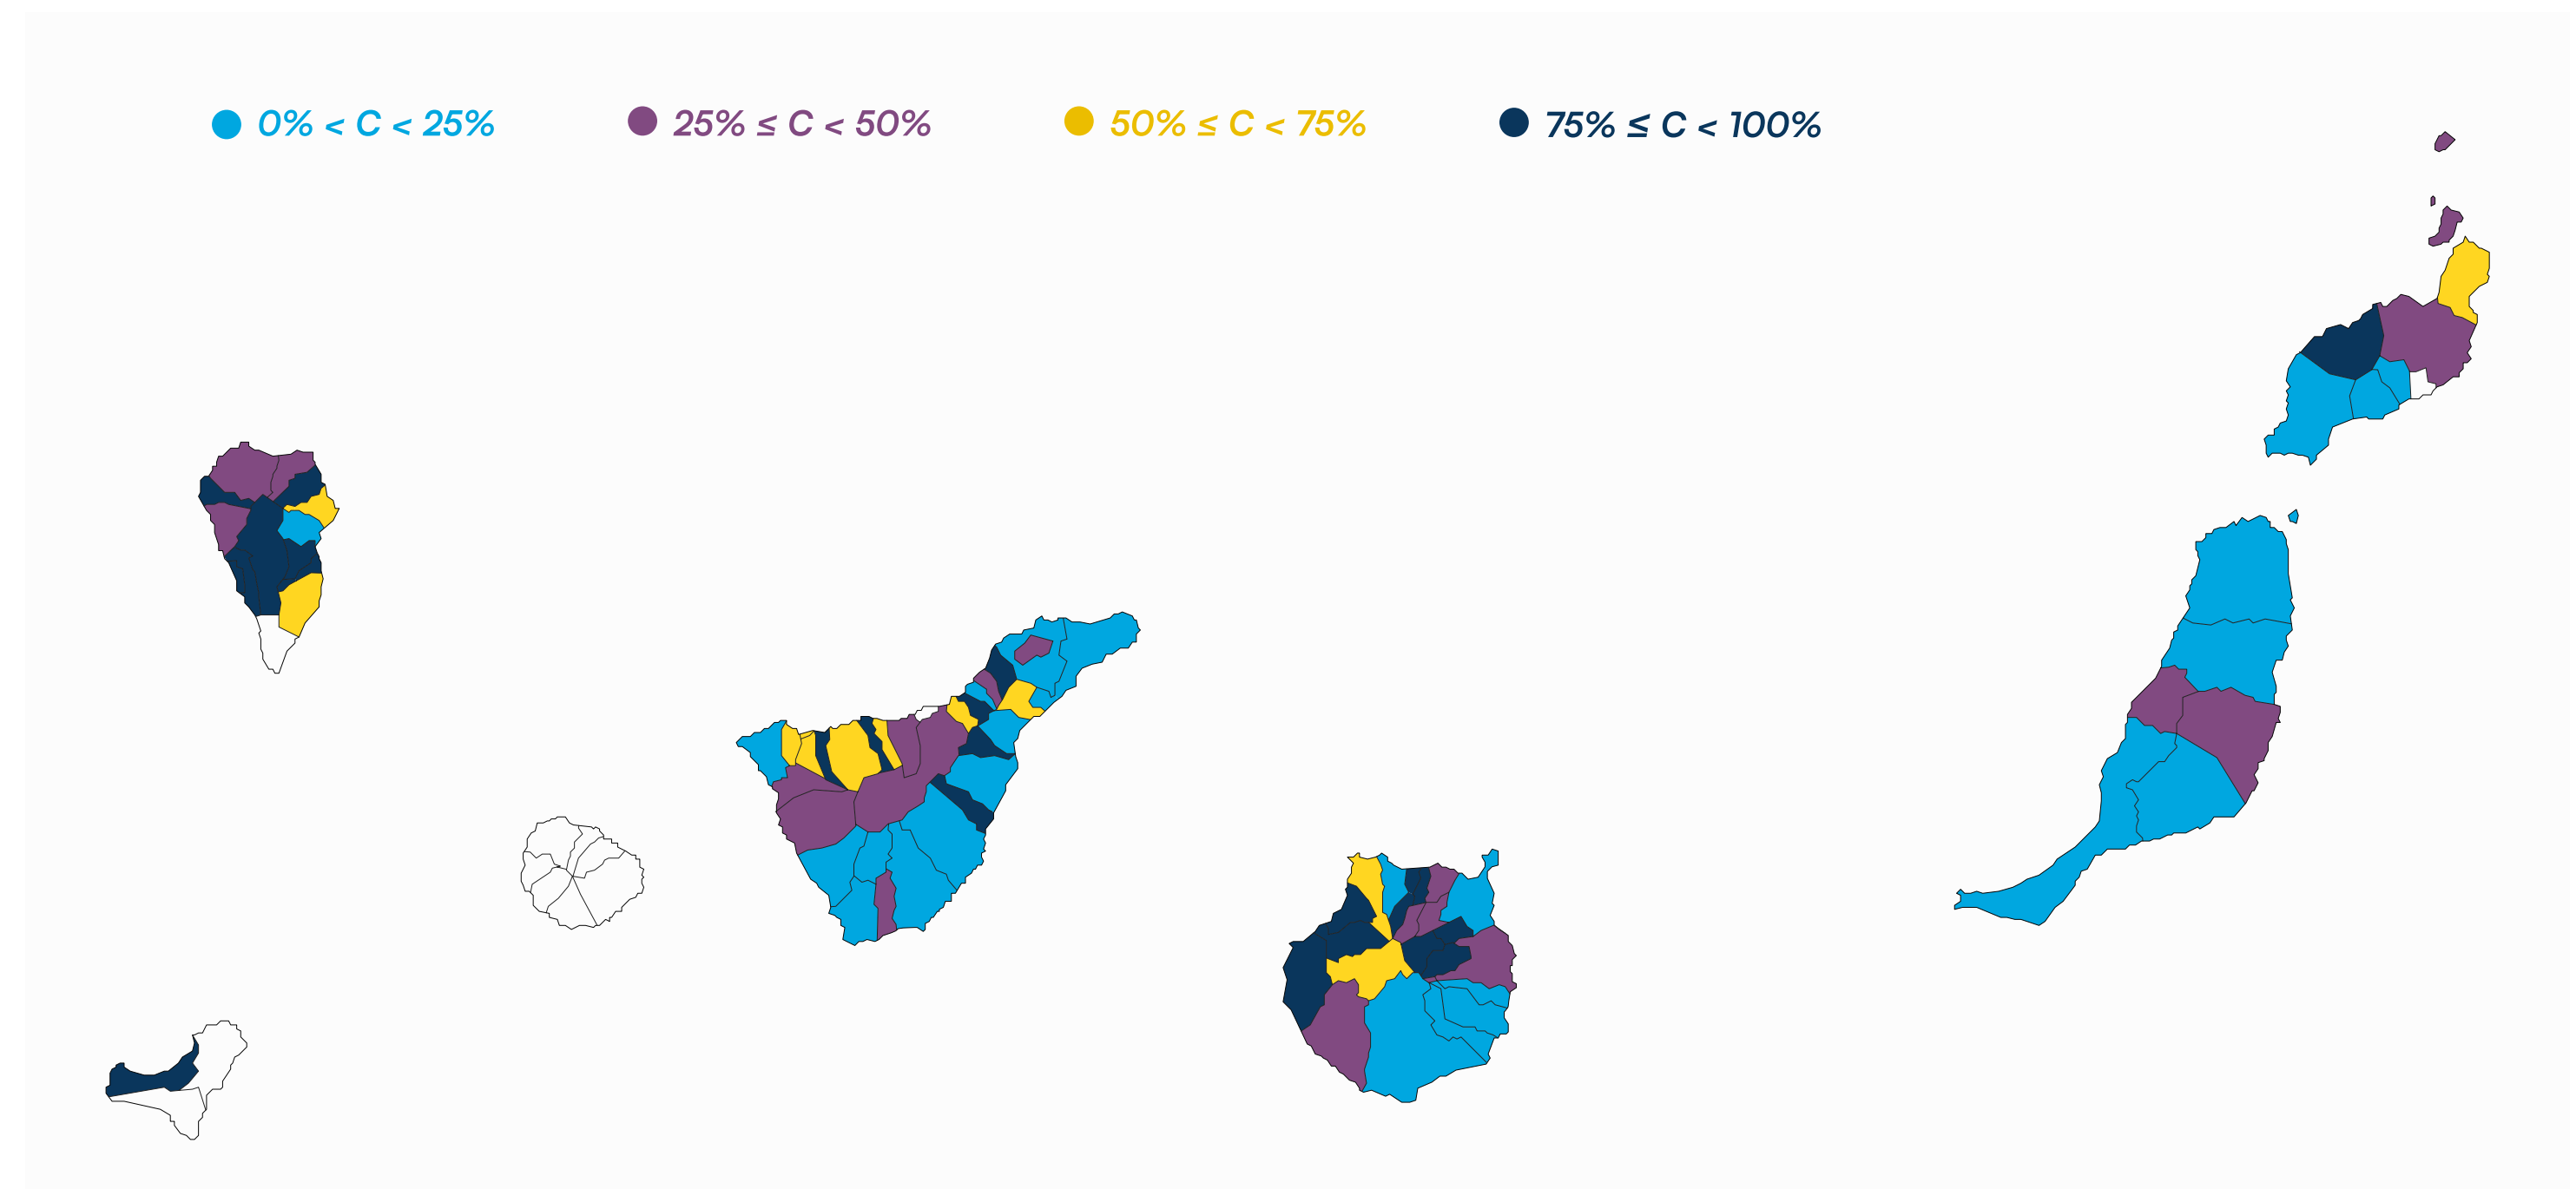 0% < C < 25%
25% ≤ C < 50%
50% ≤ C < 75%
75% ≤ C < 100%